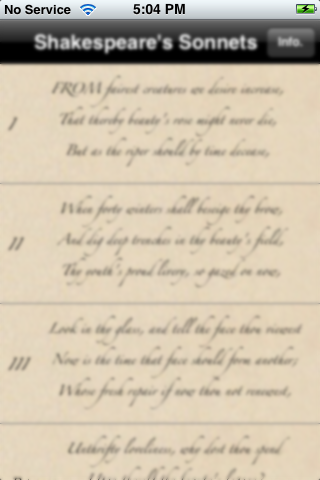 No Service 5:04 PM
Shakespeare's Sonnets
Info.
I
FROM fairest creatures we desire increase,
That thereby beauty's rose might never die,
But as the riper should by time decease,
II
When forty winters shall beseige thy brow,
And dig deep trenches in thy beauty's field,
Thy youth's proud livery, so gazed on now,
III
Look in thy glass, and tell the face thou viewest
Now is the time that face should form another;
Whose fresh repair if now thou not renewest,
Unthrifty loveliness, why dost thou spend